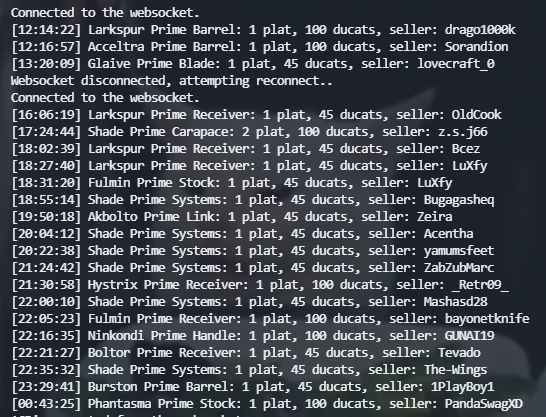 Connected to the websocket.
[12:14:22] Larkspur Prime Barrel: 1 plat, 100 ducats, seller: drago1000k
[12:16:57] Acceltra Prime Barrel: 1 plat, 100 ducats, seller: Sorandion
[13:20:09] Glaive Prime Blade: 1 plat, 45 ducats, seller: lovecraft_0
Websocket disconnected, attempting reconnect..
Connected to the websocket.
[16:06:19] Larkspur Prime Receiver: 1 plat, 45 ducats, seller: OldCook
[17:24:44] Shade Prime Carapace: 2 plat, 100 ducats, seller: z.s.j66
[18:02:39] Larkspur Prime Receiver: 1 plat, 45 ducats, seller: Bcez
[18:27:40] Larkspur Prime Receiver: 1 plat, 45 ducats, seller: LuXfy
[18:31:20] Fulmin Prime Stock: 1 plat, 45 ducats, seller: LuXfy
[18:55:14] Shade Prime Systems: 1 plat, 45 ducats, seller: Bugagasheq
[19:50:18] Akbolto Prime Link: 1 plat, 45 ducats, seller: Zeira
[20:04:12] Shade Prime Systems: 1 plat, 45 ducats, seller: Acentha
[20:22:38] Shade Prime Systems: 1 plat, 45 ducats, seller: yamumsfeet
[21:24:42] Shade Prime Systems: 1 plat, 45 ducats, seller: ZabZubMarc
[21:30:58] Hystrix Prime Receiver: 1 plat, 100 ducats, seller: _Retr09_
[22:00:10] Shade Prime Systems: 1 plat, 45 ducats, seller: Mashasd28
[22:05:23] Fulmin Prime Receiver: 1 plat, 100 ducats, seller: bayonetknife
[22:16:35] Ninkondi Prime Handle: 1 plat, 100 ducats, seller: GUNAI19
[22:21:27] Boltor Prime Receiver: 1 plat, 45 ducats, seller: Tevado
[22:35:32] Shade Prime Systems: 1 plat, 45 ducats, seller: The-Wings
[23:29:41] Burston Prime Barrel: 1 plat, 45 ducats, seller: 1PlayBoy1
[00:43:25] Phantasma Prime Stock: 1 plat, 100 ducats, seller: PandaSwagXD